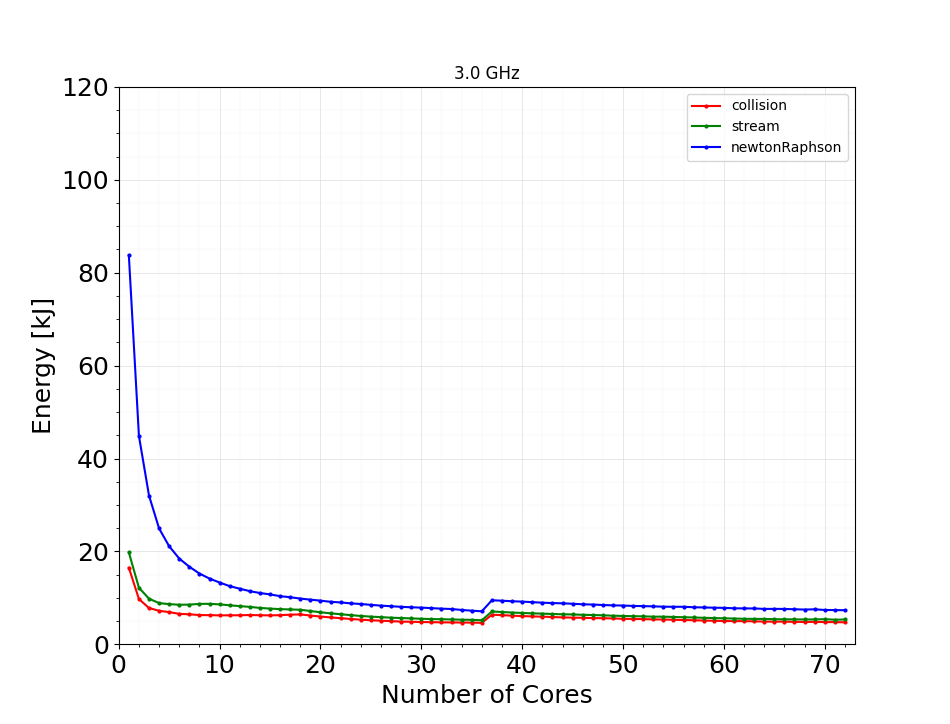 3.0 GHz
120
100
80
60
40
20
0
Energy [kJ]
collision
stream
newtonRaphson
0 10 20 30 40 50 60 70
Number of Cores